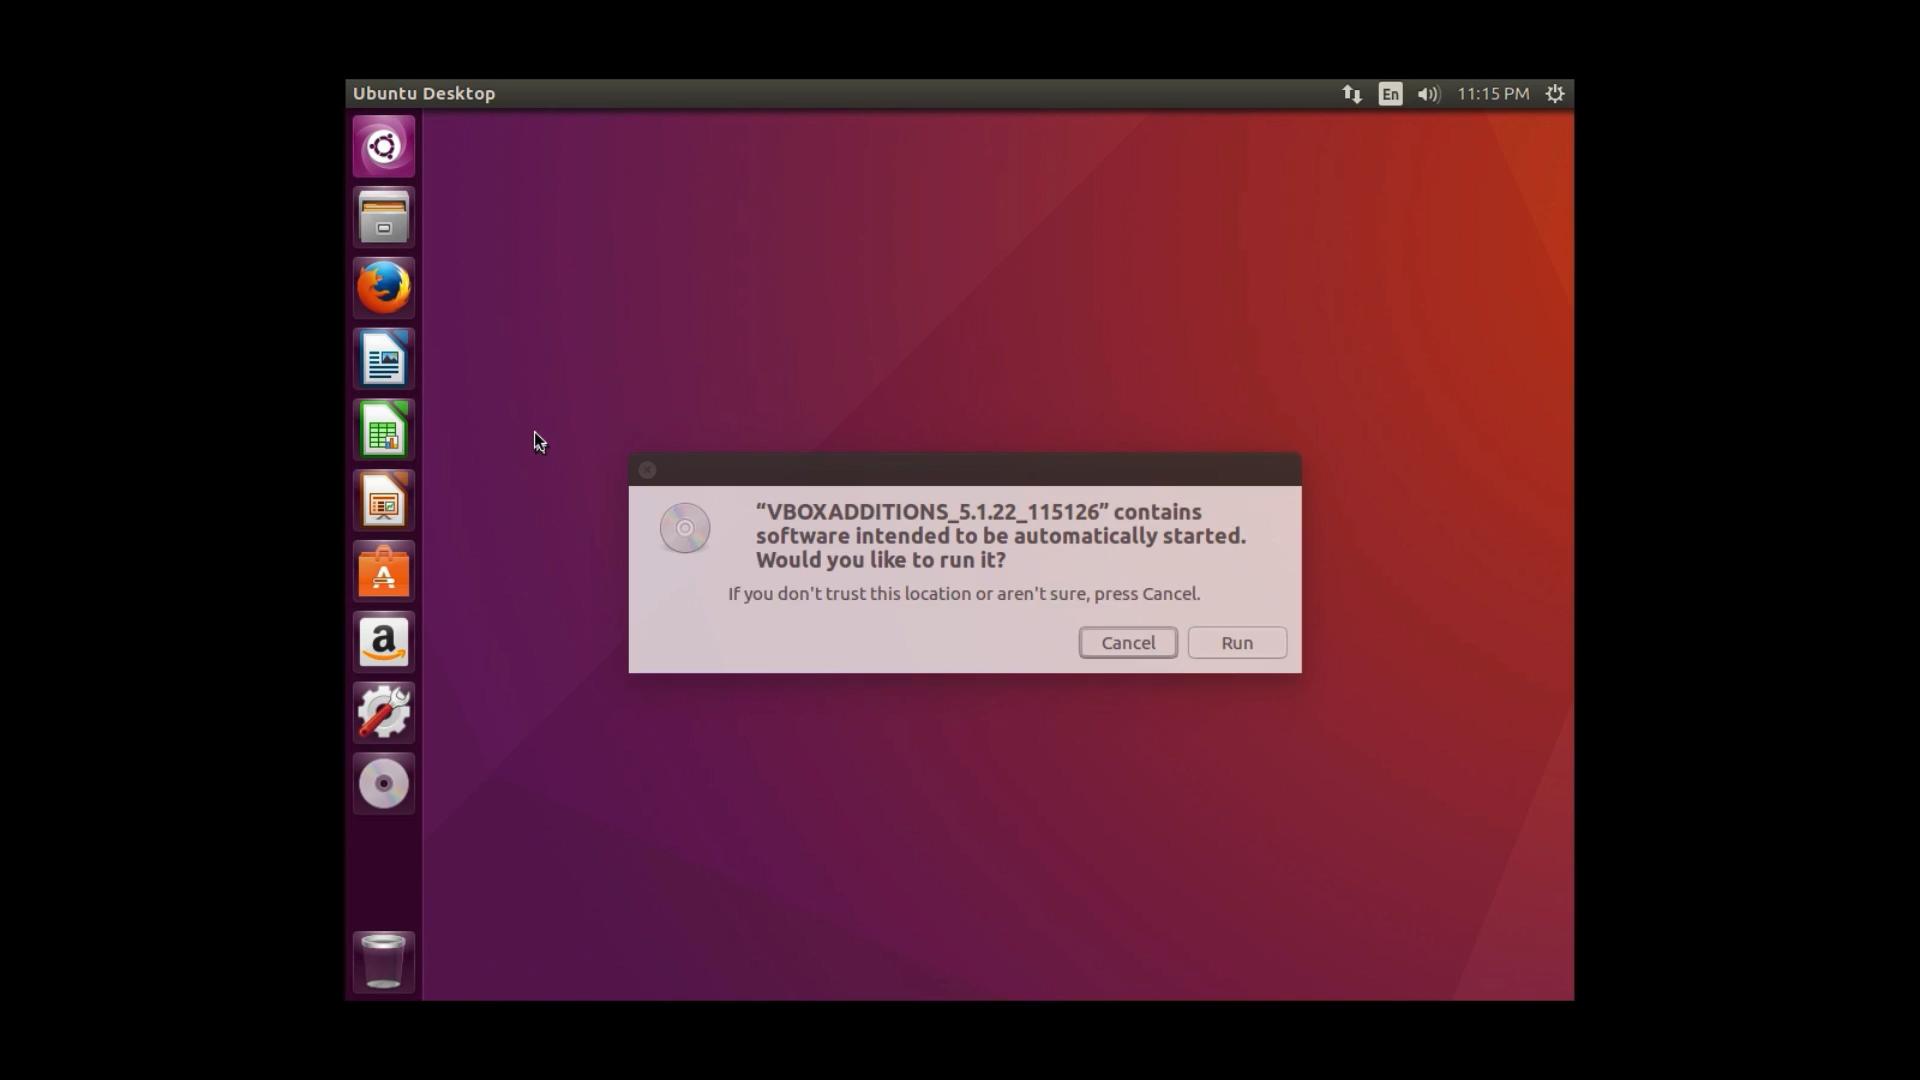 Ubuntu Desktop
En
11:15 PM
“VBOXADDITIONS_5.1.22_115126” contains
software intended to be automatically started.
Would you like to run it?
If you don't trust this location or aren't sure, press Cancel.
Cancel
Run